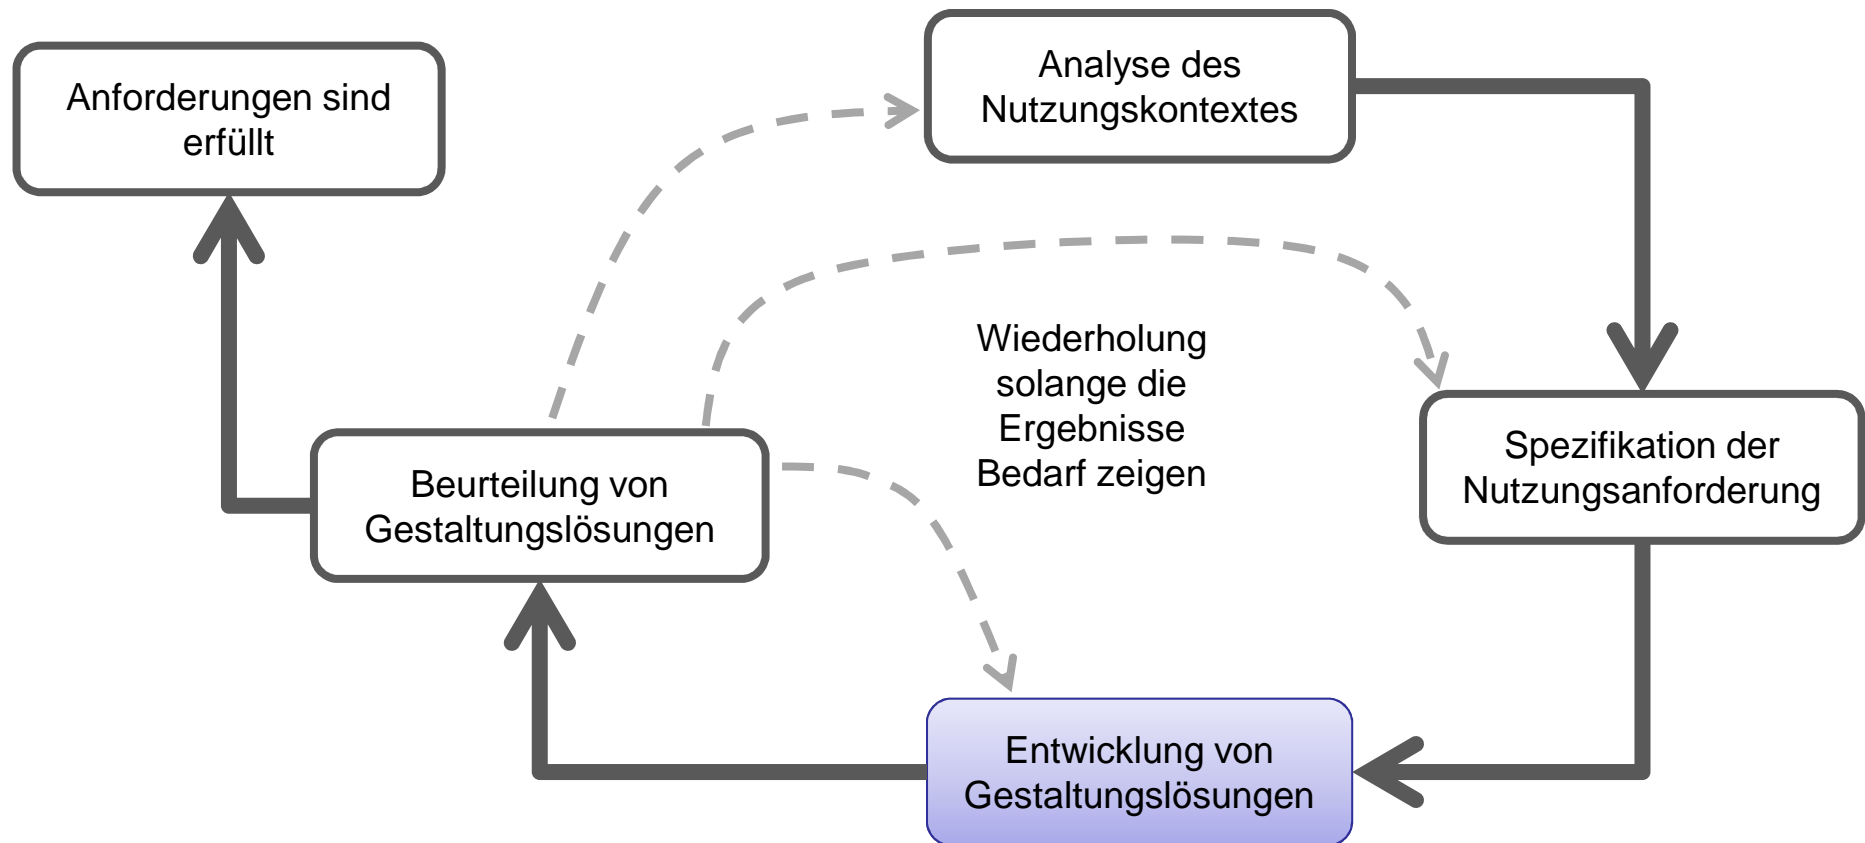 Anforderungen sind
erfüllt
Analyse des
Nutzungskontextes
Wiederholung
solange die
Ergebnisse
Bedarf zeigen
Spezifikation der
Nutzungsanforderung
Beurteilung von
Gestaltungslösungen
Entwicklung von
Gestaltungslösungen